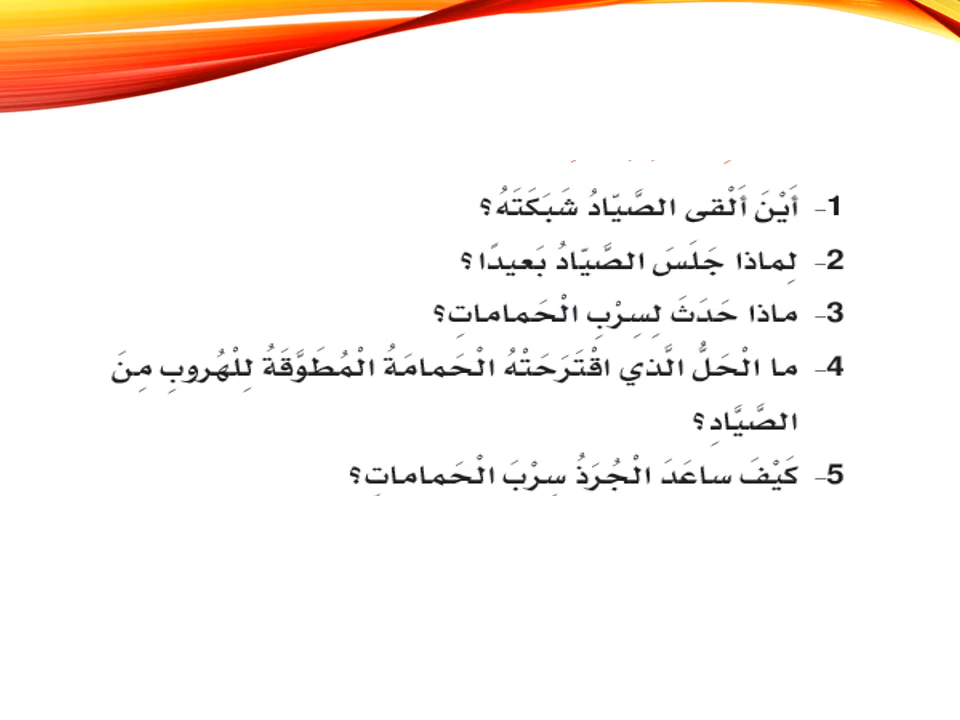 1- أَيْنَ أَلْقى الصَّيّادُ شَبَكَتَهُ؟
2- لِماذا جَلَسَ الصَّيّادُ بَعيدًا؟
3- ماذا حَدَثَ لِسِرْبِ الْحَماماتِ؟
4- ما الْحَلُّ الَّذي اقْتَرَحَتْهُ الْحَمامَةُ الْمُطَوَّقَةُ لِلْهُروبِ مِنَ
الصَّيَّادِ؟
5- كَيْفَ ساعَدَ الْجُرَذُ سِرْبَ الْحَماماتِ؟